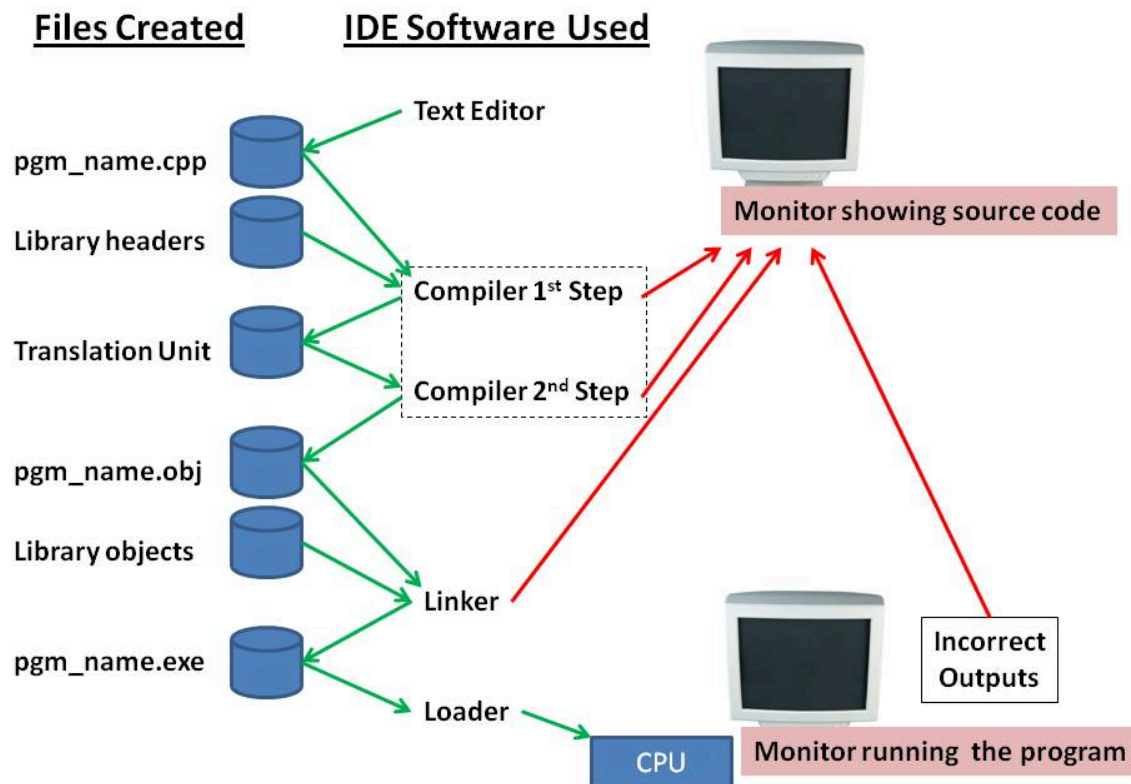 Files Created
IDE Software Used
Text Editor
pgm_name.cpp
Monitor showing source code
Library headers
Compiler 1st Step
Translation Unit
Compiler 2nd Step
pgm_name.obj
Library objects
Linker
pgm_name.exe
Incorrect
Outputs
Loader
CPU
Monitor running the program